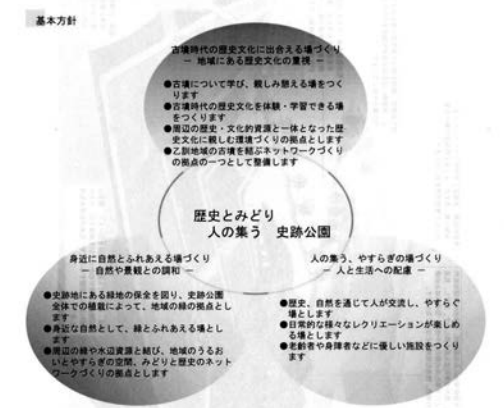 基本方針
古墳時代の歴史文化に出合える場づくり
－ 地域にある歴史文化の重視 －
●古墳について学び、親しみ憩える場をつく
ります
●古墳時代の歴史文化を体験・学習できる場
をつくります
●周辺の歴史・文化的資源と一体となった歴
史文化に親しむ環境づくりの拠点とします
●乙訓地域の古墳を結ぶネットワークづくり
の拠点の一つとして整備します
歴史とみどり
人の集う 史跡公園
身近に自然とふれあえる場づくり
－ 自然や景観との調和 －
●史跡地にある緑地の保全を図り、史跡公園
全体での植栽によって、地域の緑の拠点とし
ます
●身近な自然として、緑とふれあえる場とし
ます
●周辺の緑や水辺資源と結び、地域のうるお
いとやすらぎの空間、みどりと歴史のネット
ワークづくりの拠点とします
人の集う、やすらぎの場づくり
－ 人と生活への配慮 －
●歴史、自然を通じて人が交流し、やすらぐ
場とします
●日常的な様々なレクリエーションが楽しめ
る場とします
●老齢者や身障者などに優しい施設をつくり
ます